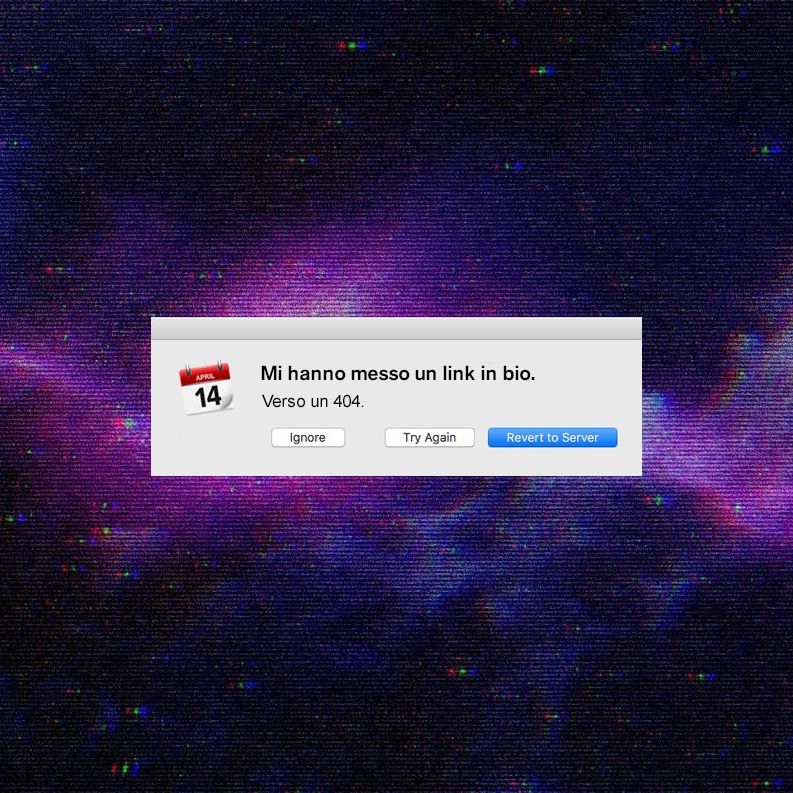 Mi hanno messo un link in bio.
APRIL
14
Verso un 404.
Ignore
Try Again
Revert to Server